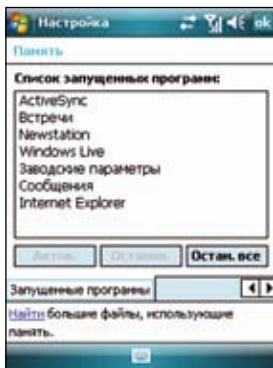 Настройка
ok
Память
Список запущенных программ:
ActiveSync
Встречи
Newstation
Windows Live
Заводские параметры
Сообщения
Internet Explorer
Актив. Останов. Остан. все
Запущенные программы
Найти большие файлы, использующие
память.